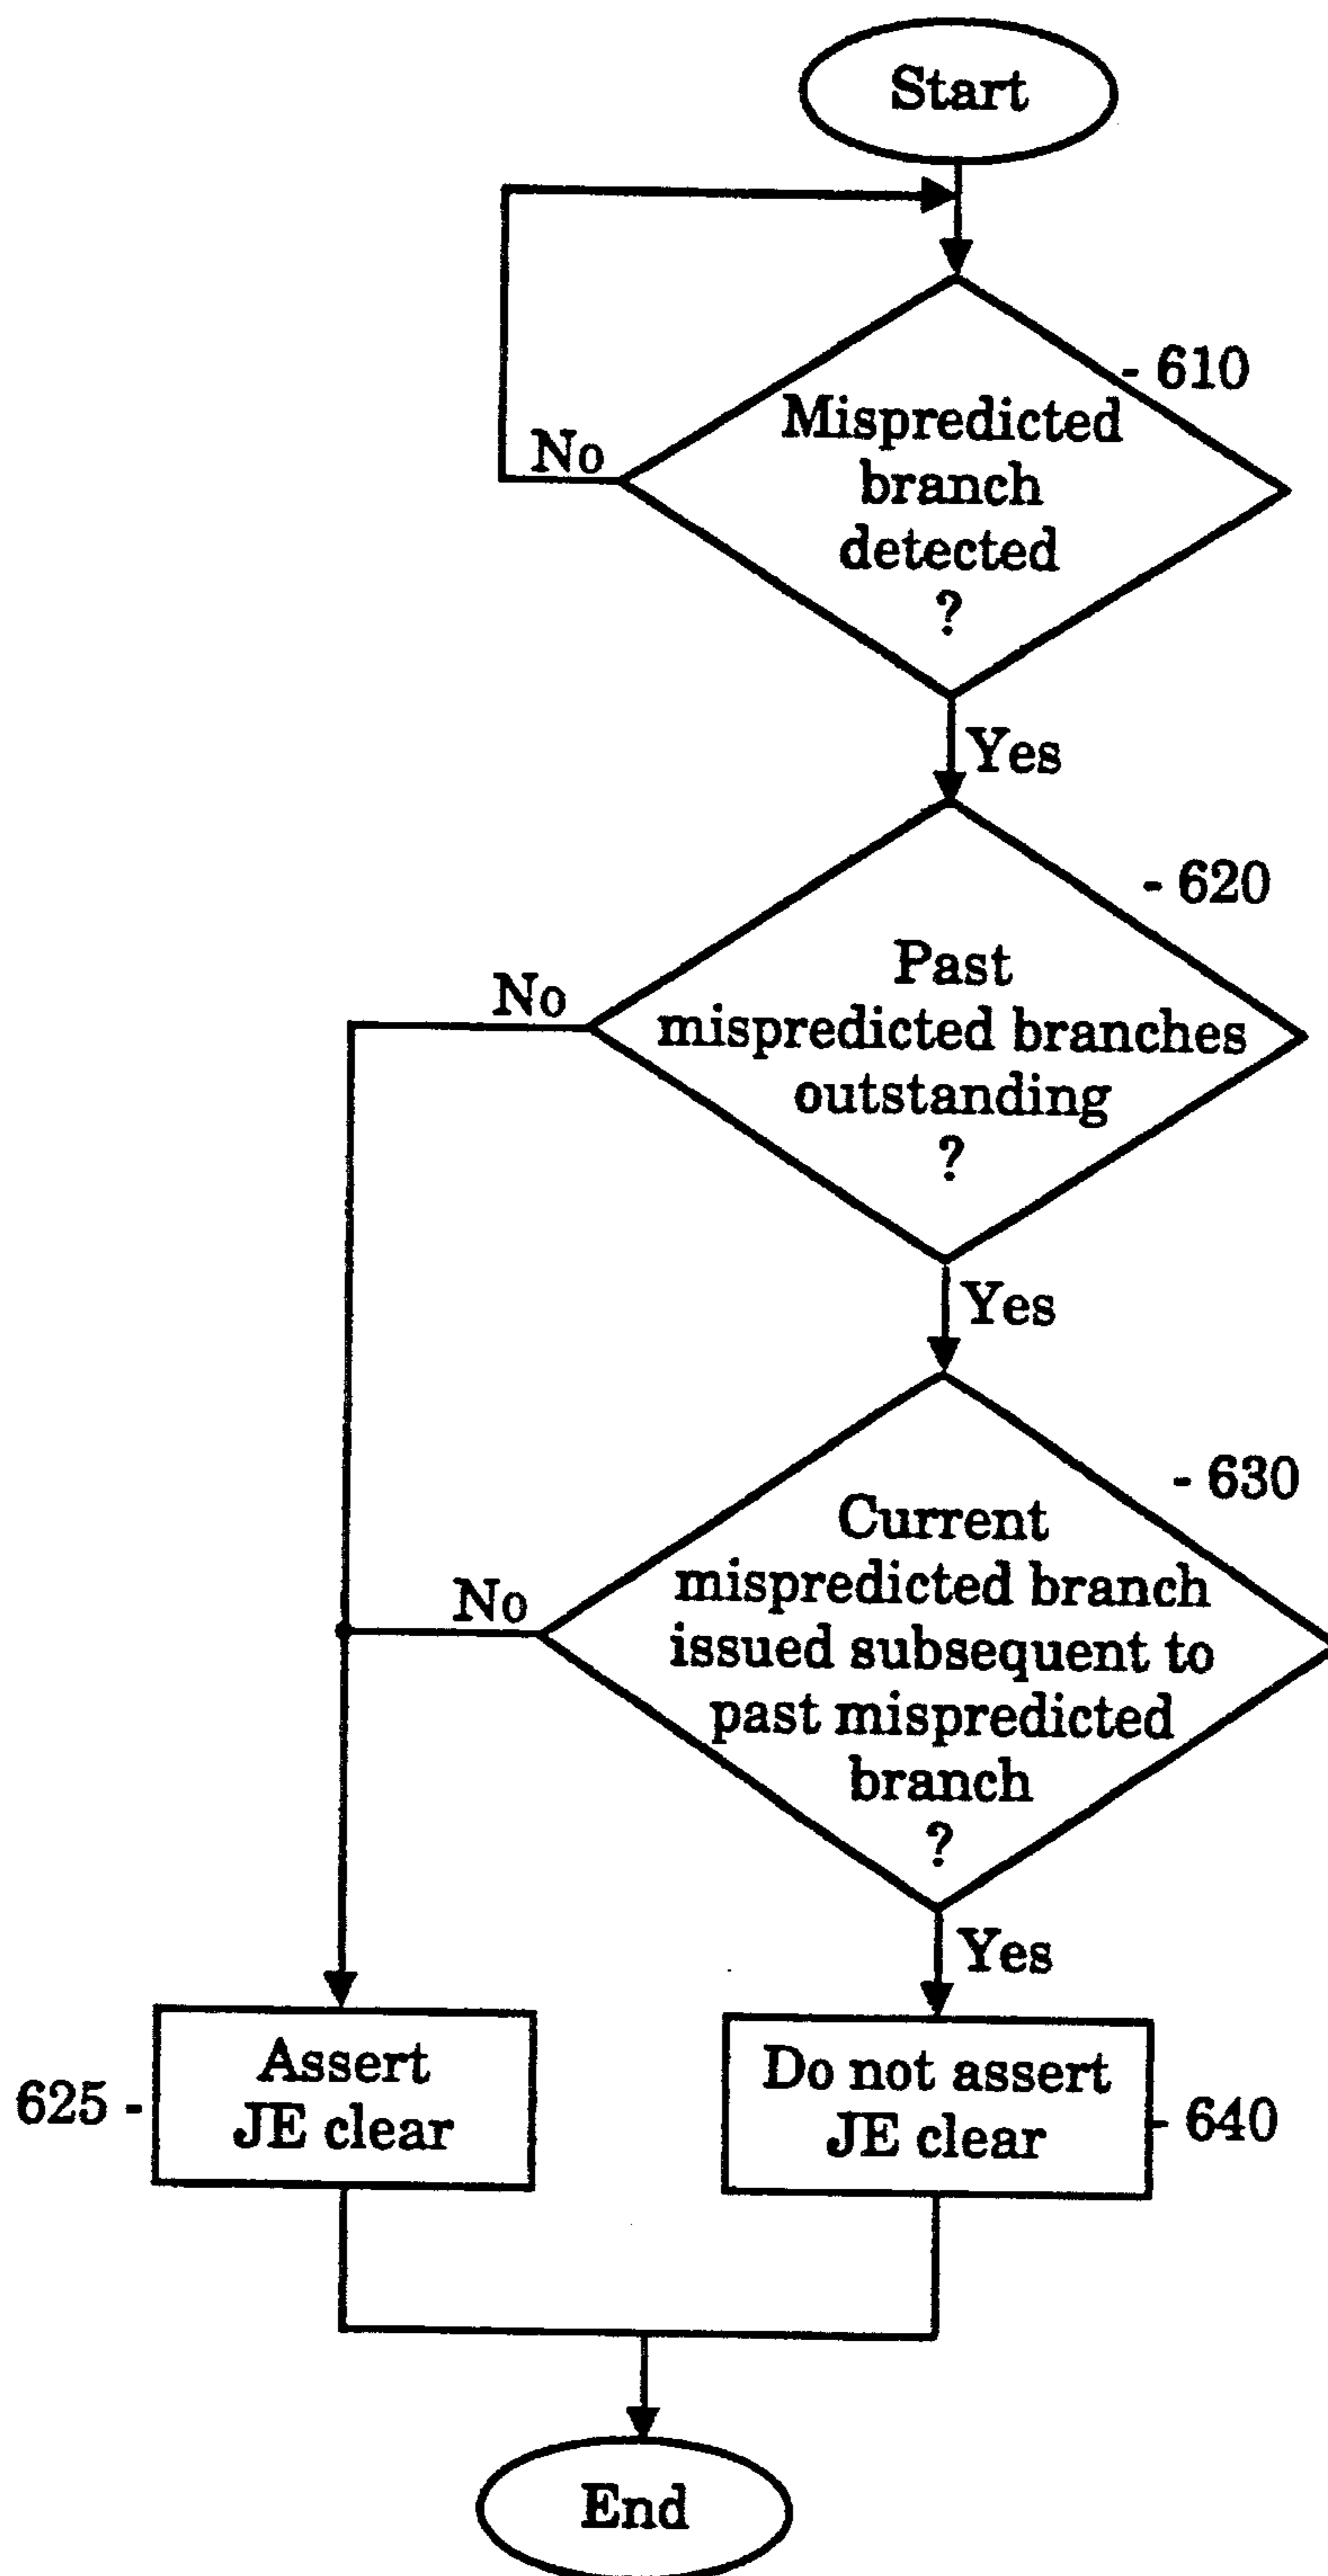 Start
- 610
Mispredicted
branch
detected
?
No
Yes
- 620
Past
mispredicted branches
outstanding
?
No
Yes
- 630
Current
mispredicted branch
issued subsequent to
past mispredicted
branch
?
No
Yes
Assert
JE clear
625 -
Do not assert
JE clear
- 640
End